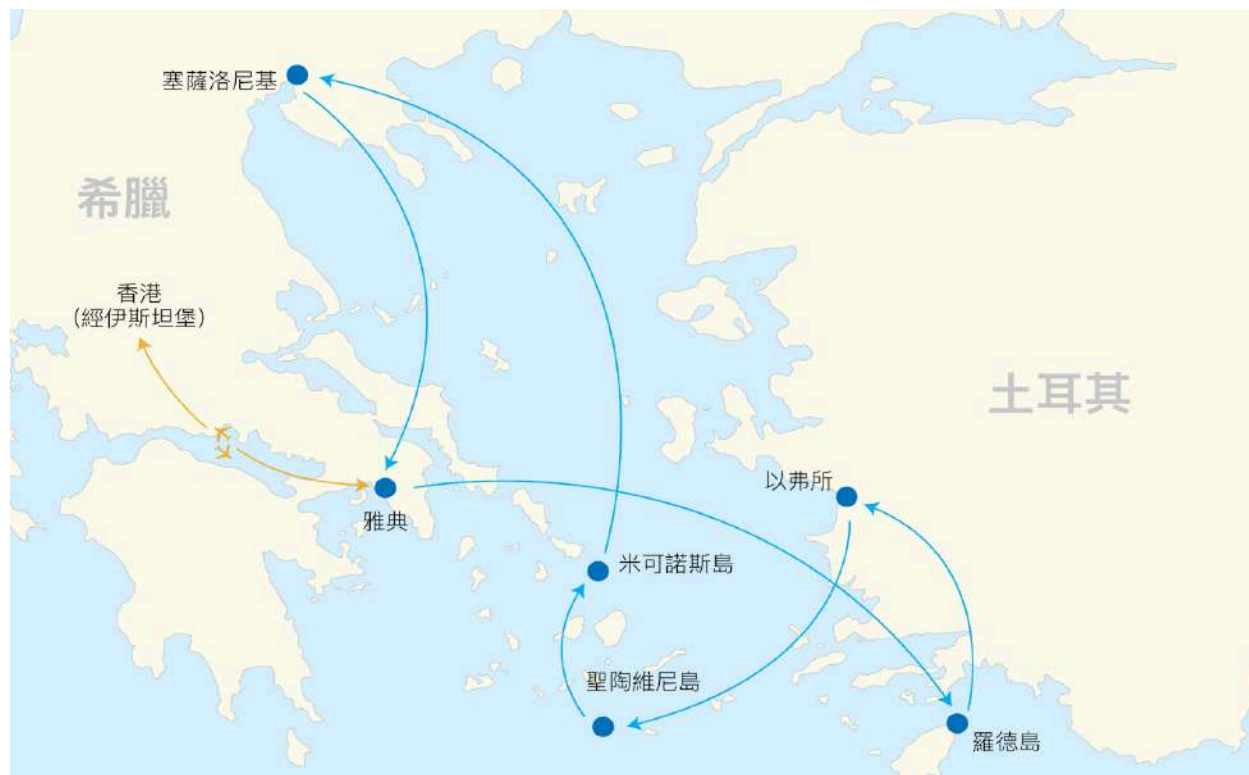 塞薩洛尼基
希臘
香港
（經伊斯坦堡）
土耳其
以弗所
雅典
米可諾斯島
聖陶維尼島
羅德島